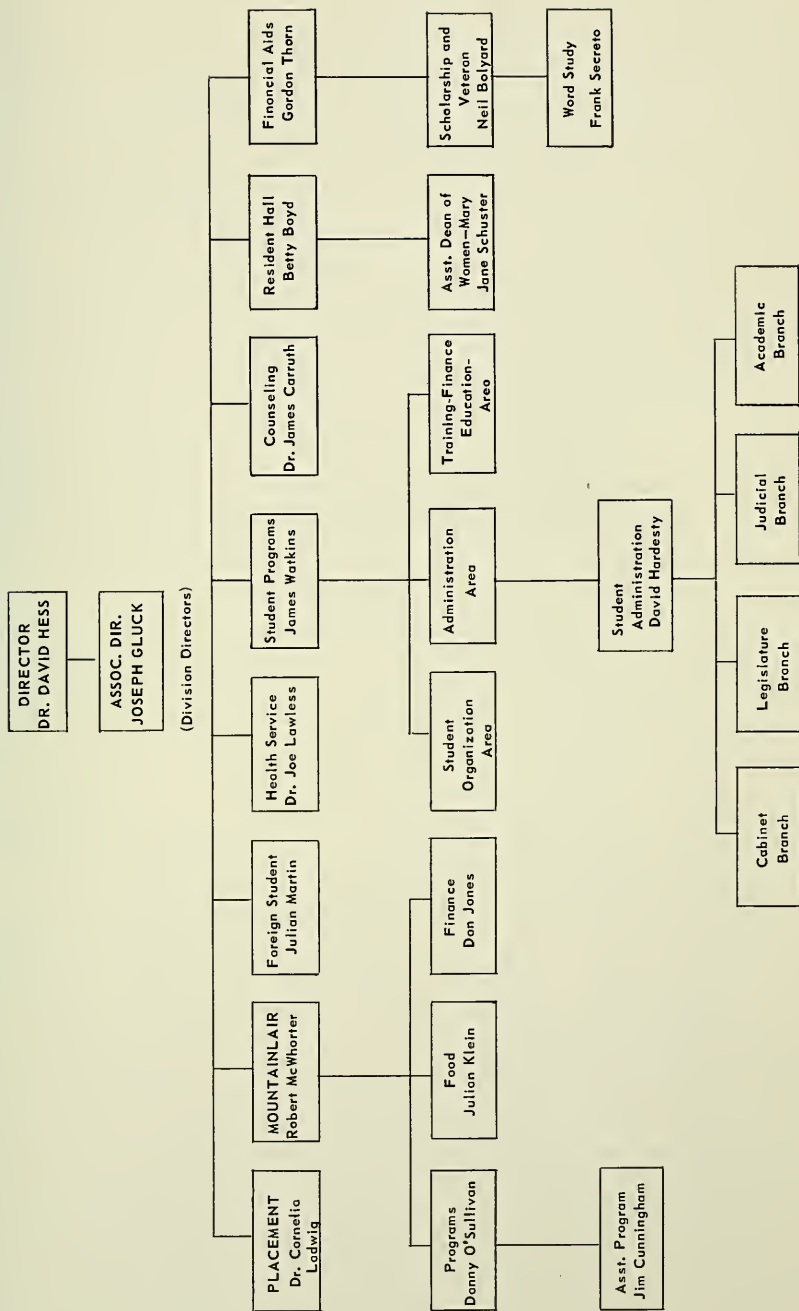 DIRECTOR
DR. DAVID HESS
ASSOC. DIR.
JOSEPH GLUCK
(Division Directors)
PLACEMENT
Dr. Cornelia
Ladwig
MOUNTAINLAIR
Robert McWhorter
Foreign Student
Julian Martin
Health Service
Dr. Joe Lawless
Student Programs
James Watkins
Counseling
Dr. James Carruth
Resident Hall
Betty Boyd
Financial Aids
Gordon Thorn
Programs
Danny O'Sullivan
Food
Julian Klein
Finance
Don Jones
Student
Organization
Area
Administration
Area
Training-Finance
Education-
Area
Asst. Dean of
Women-Mary
Jane Schuster
Scholarship and
Veteran
Neil Bolyard
Asst. Program
Jim Cunningham
Student
Administration
David Hardesty
Word Study
Frank Secreto
Cabinet
Branch
Legislature
Branch
Judicial
Branch
Academic
Branch